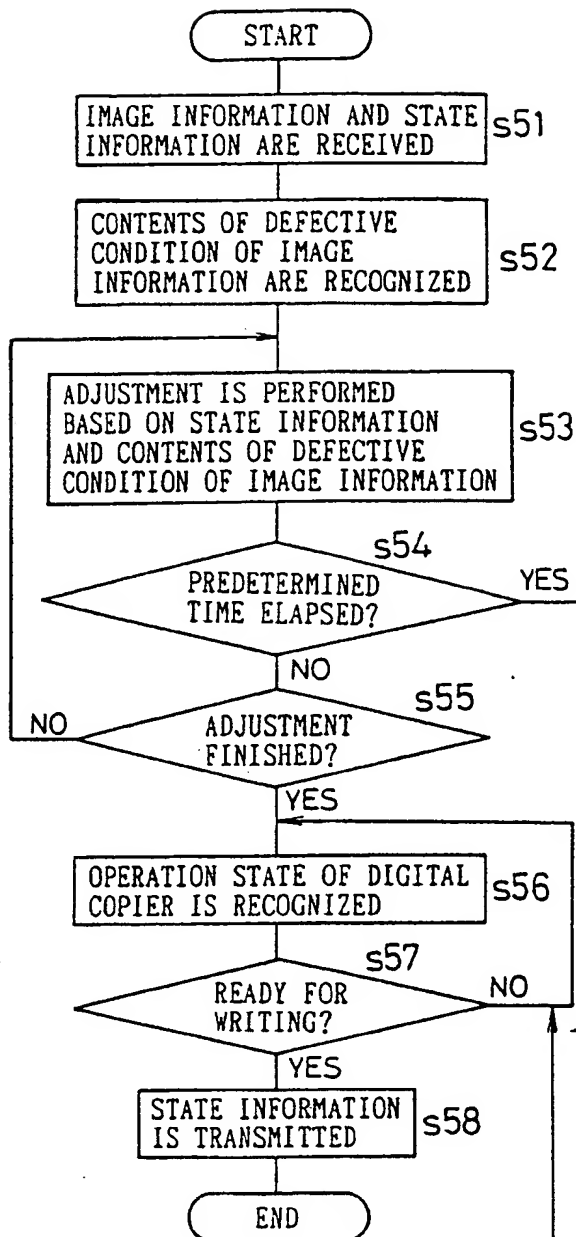 START
IMAGE INFORMATION AND STATE
INFORMATION ARE RECEIVED
s51
CONTENTS OF DEFECTIVE
CONDITION OF IMAGE
INFORMATION ARE RECOGNIZED
s52
ADJUSTMENT IS PERFORMED
BASED ON STATE INFORMATION
AND CONTENTS OF DEFECTIVE
CONDITION OF IMAGE INFORMATION
s53
s54
PREDETERMINED
TIME ELAPSED?
YES
NO
s55
NO
ADJUSTMENT
FINISHED?
YES
OPERATION STATE OF DIGITAL
COPIER IS RECOGNIZED
s56
s57
READY FOR
WRITING?
NO
YES
STATE INFORMATION
IS TRANSMITTED
s58
END